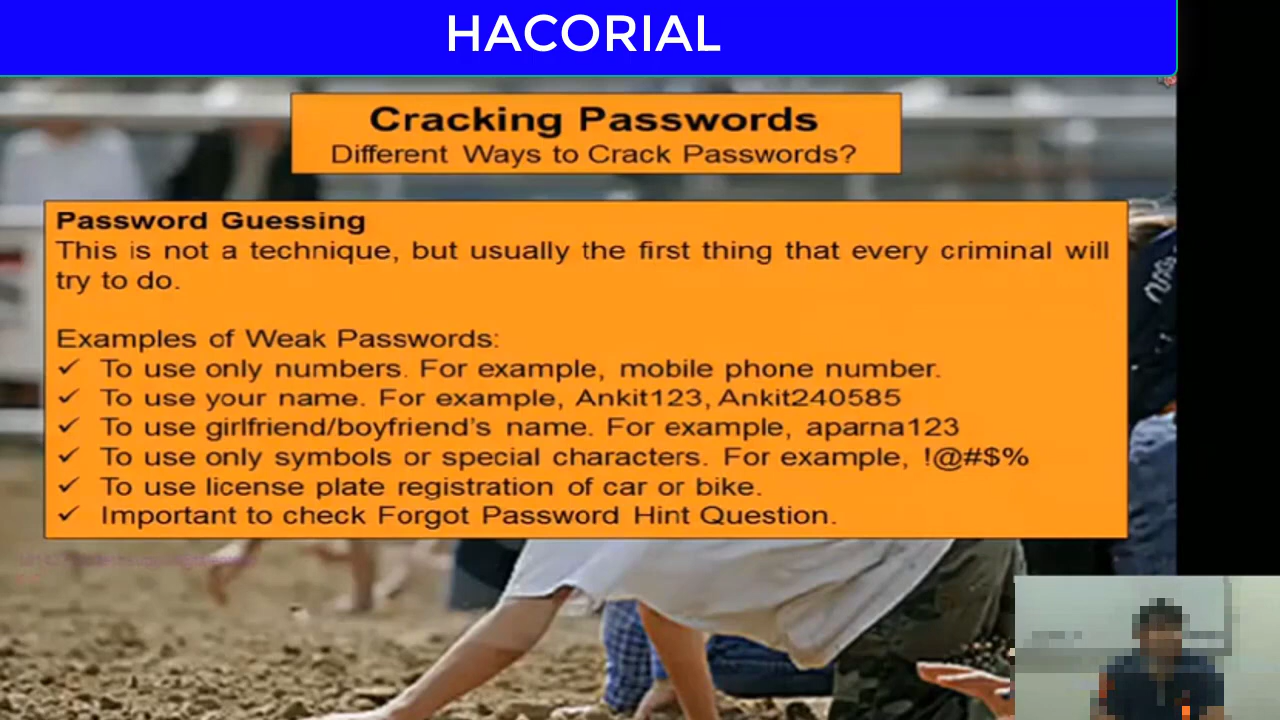 HACORIAL
Cracking Passwords
Different Ways to Crack Passwords?
Password Guessing
This is not a technique, but usually the first thing that every criminal will
try to do.
Examples of Weak Passwords:
✓ To use only numbers. For example, mobile phone number.
✓ To use your name. For example, Ankit123, Ankit240585
✓ To use girlfriend/boyfriend's name. For example, aparna123
✓ To use only symbols or special characters. For example, !@#$%
✓ To use license plate registration of car or bike.
✓ Important to check Forgot Password Hint Question.